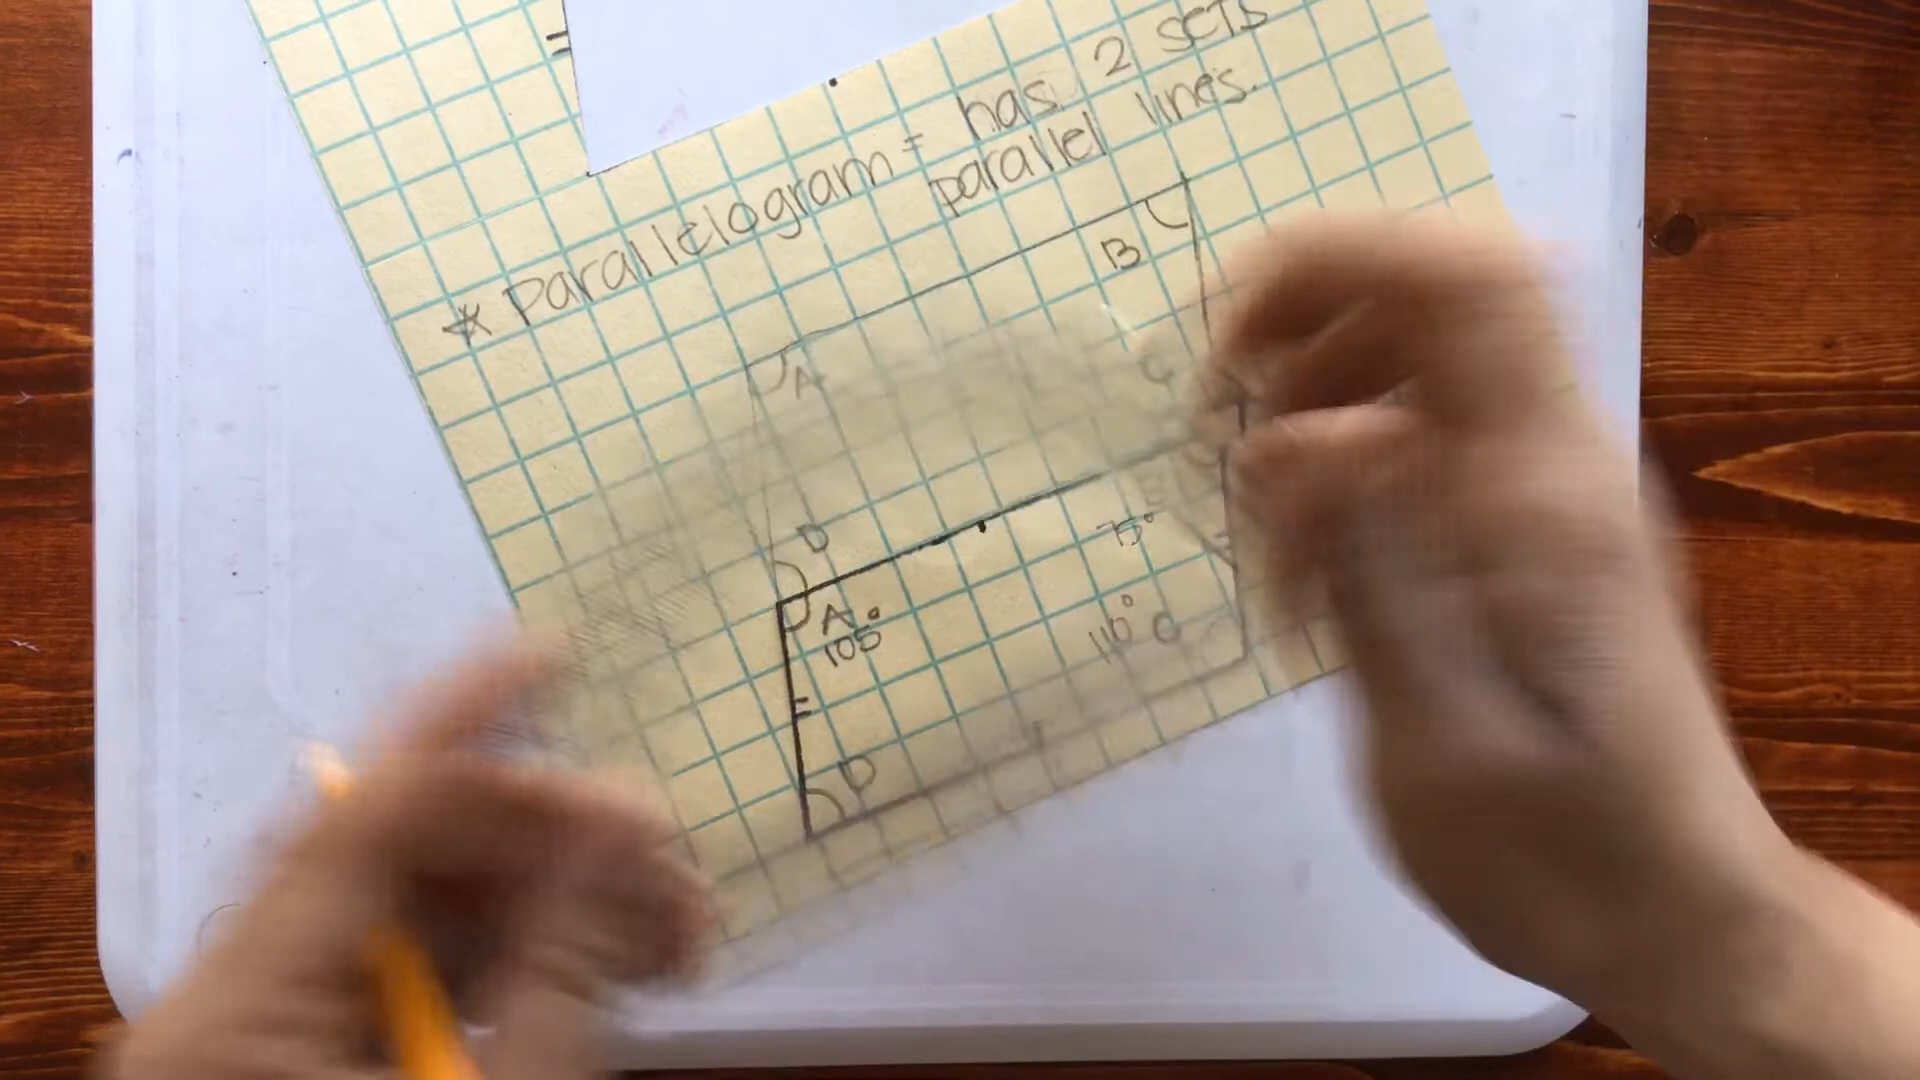 * Parallelogram = has 2 sets
parallel lines.
B
A
C
D
75°
A
105°
110° C
D